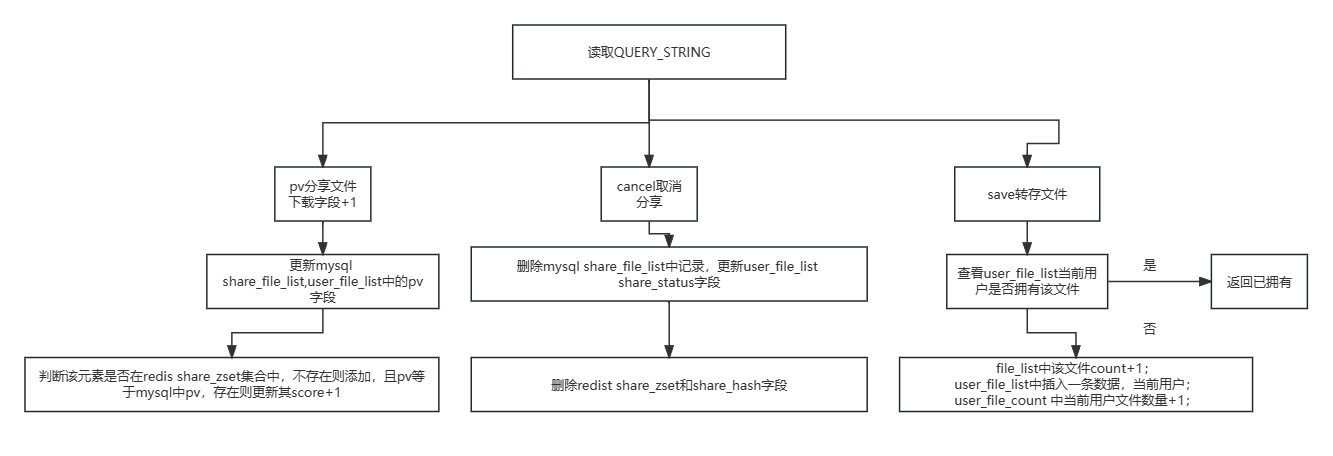 读取QUERY_STRING
pv分享文件
下载字段+1
cancel取消
分享
save转存文件
更新mysql
share_file_list,user_file_list中的pv
字段
删除mysql share_file_list中记录，更新user_file_list
share_status字段
查看user_file_list当前用
户是否拥有该文件
是
返回已拥有
否
判断该元素是否在redis share_zset集合中，不存在则添加，且pv等
于mysql中pv，存在则更新其score+1
删除redist share_zset和share_hash字段
file_list中该文件count+1；
user_file_list中插入一条数据，当前用户；
user_file_count 中当前用户文件数量+1；